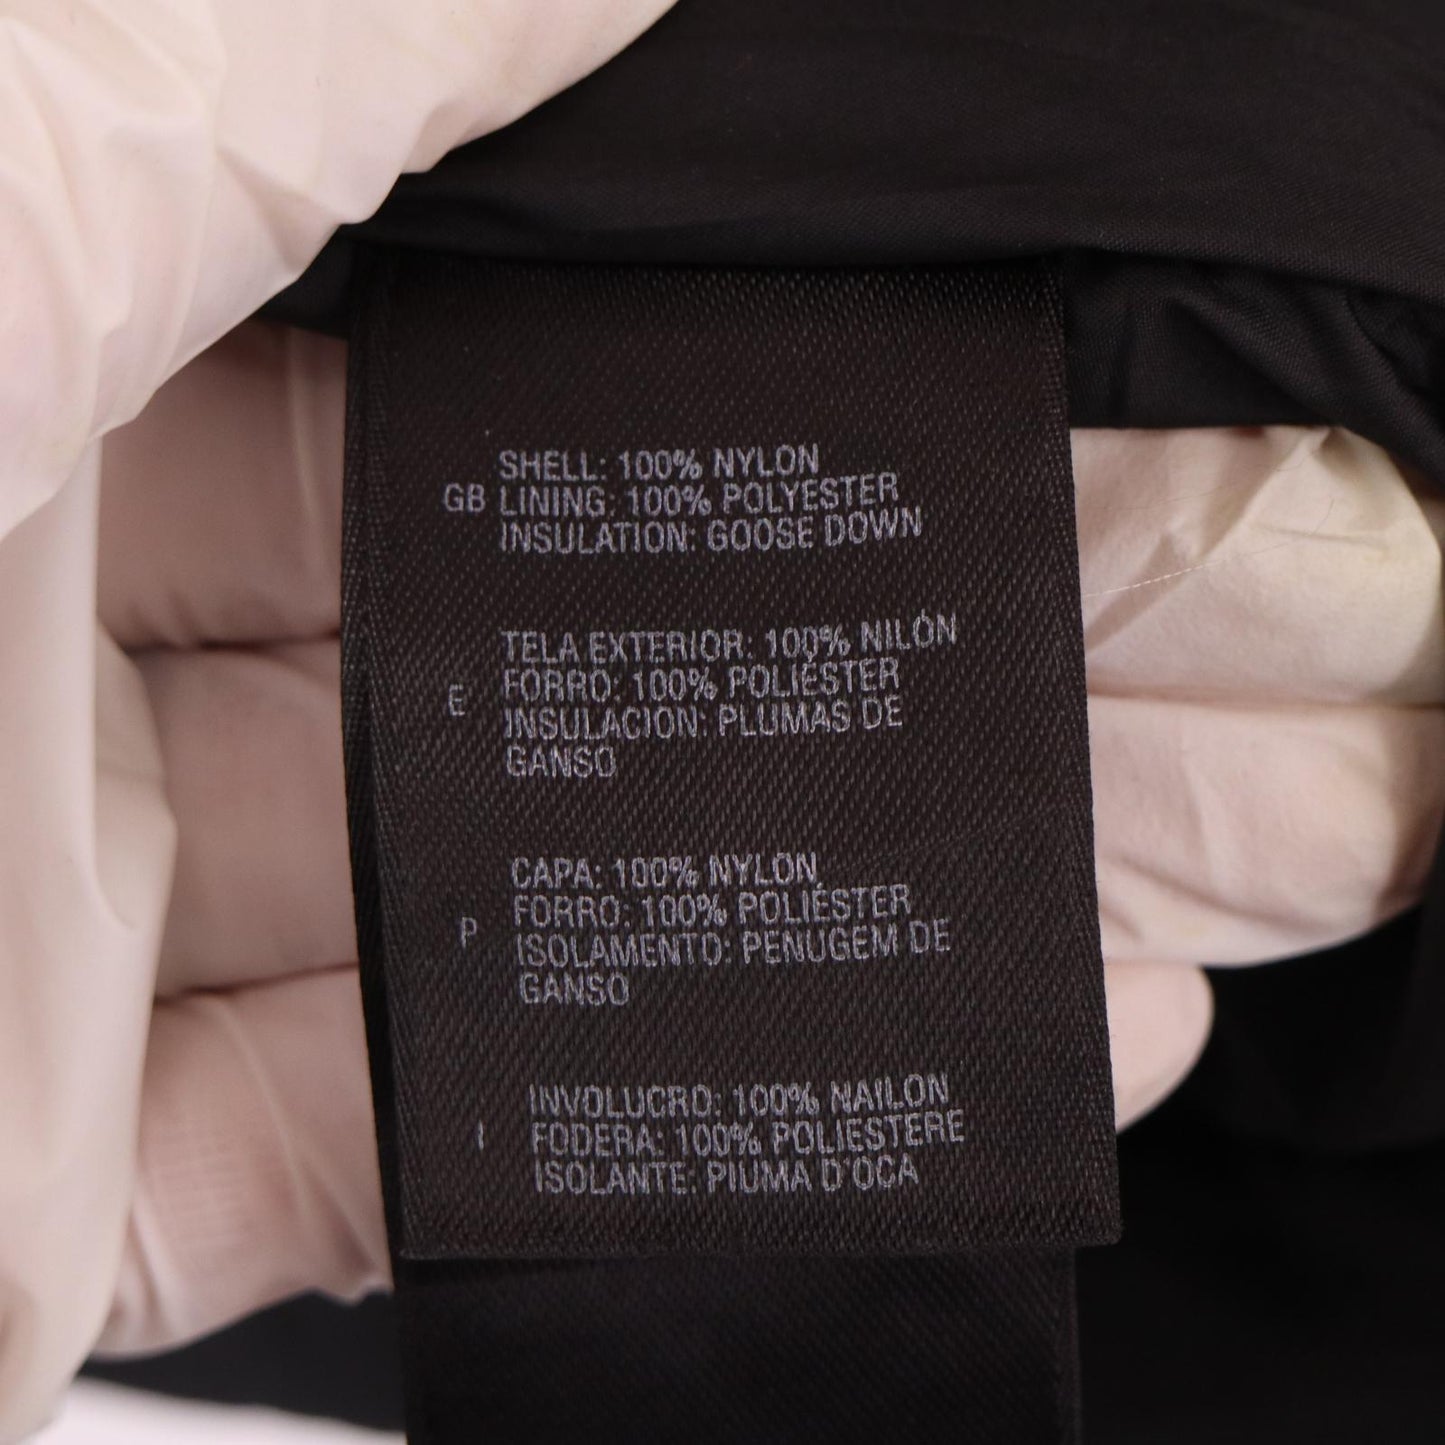 SHELL: 100% NYLON
GB LINING: 100% POLYESTER
INSULATION: GOOSE DOWN
TELA EXTERIOR: 100% NILÓN
FORRO: 100% POLIÉSTER
E
INSULACION: PLUMAS DE
GANSO
CAPA: 100% NYLON
FORRO: 100% POLIÉSTER
P
ISOLAMENTO: PENUGEM DE
GANSO
INVOLUCRO: 100% NAILON
I FODERA: 100% POLIESTERE
ISOLANTE: PIUMA D'OCA